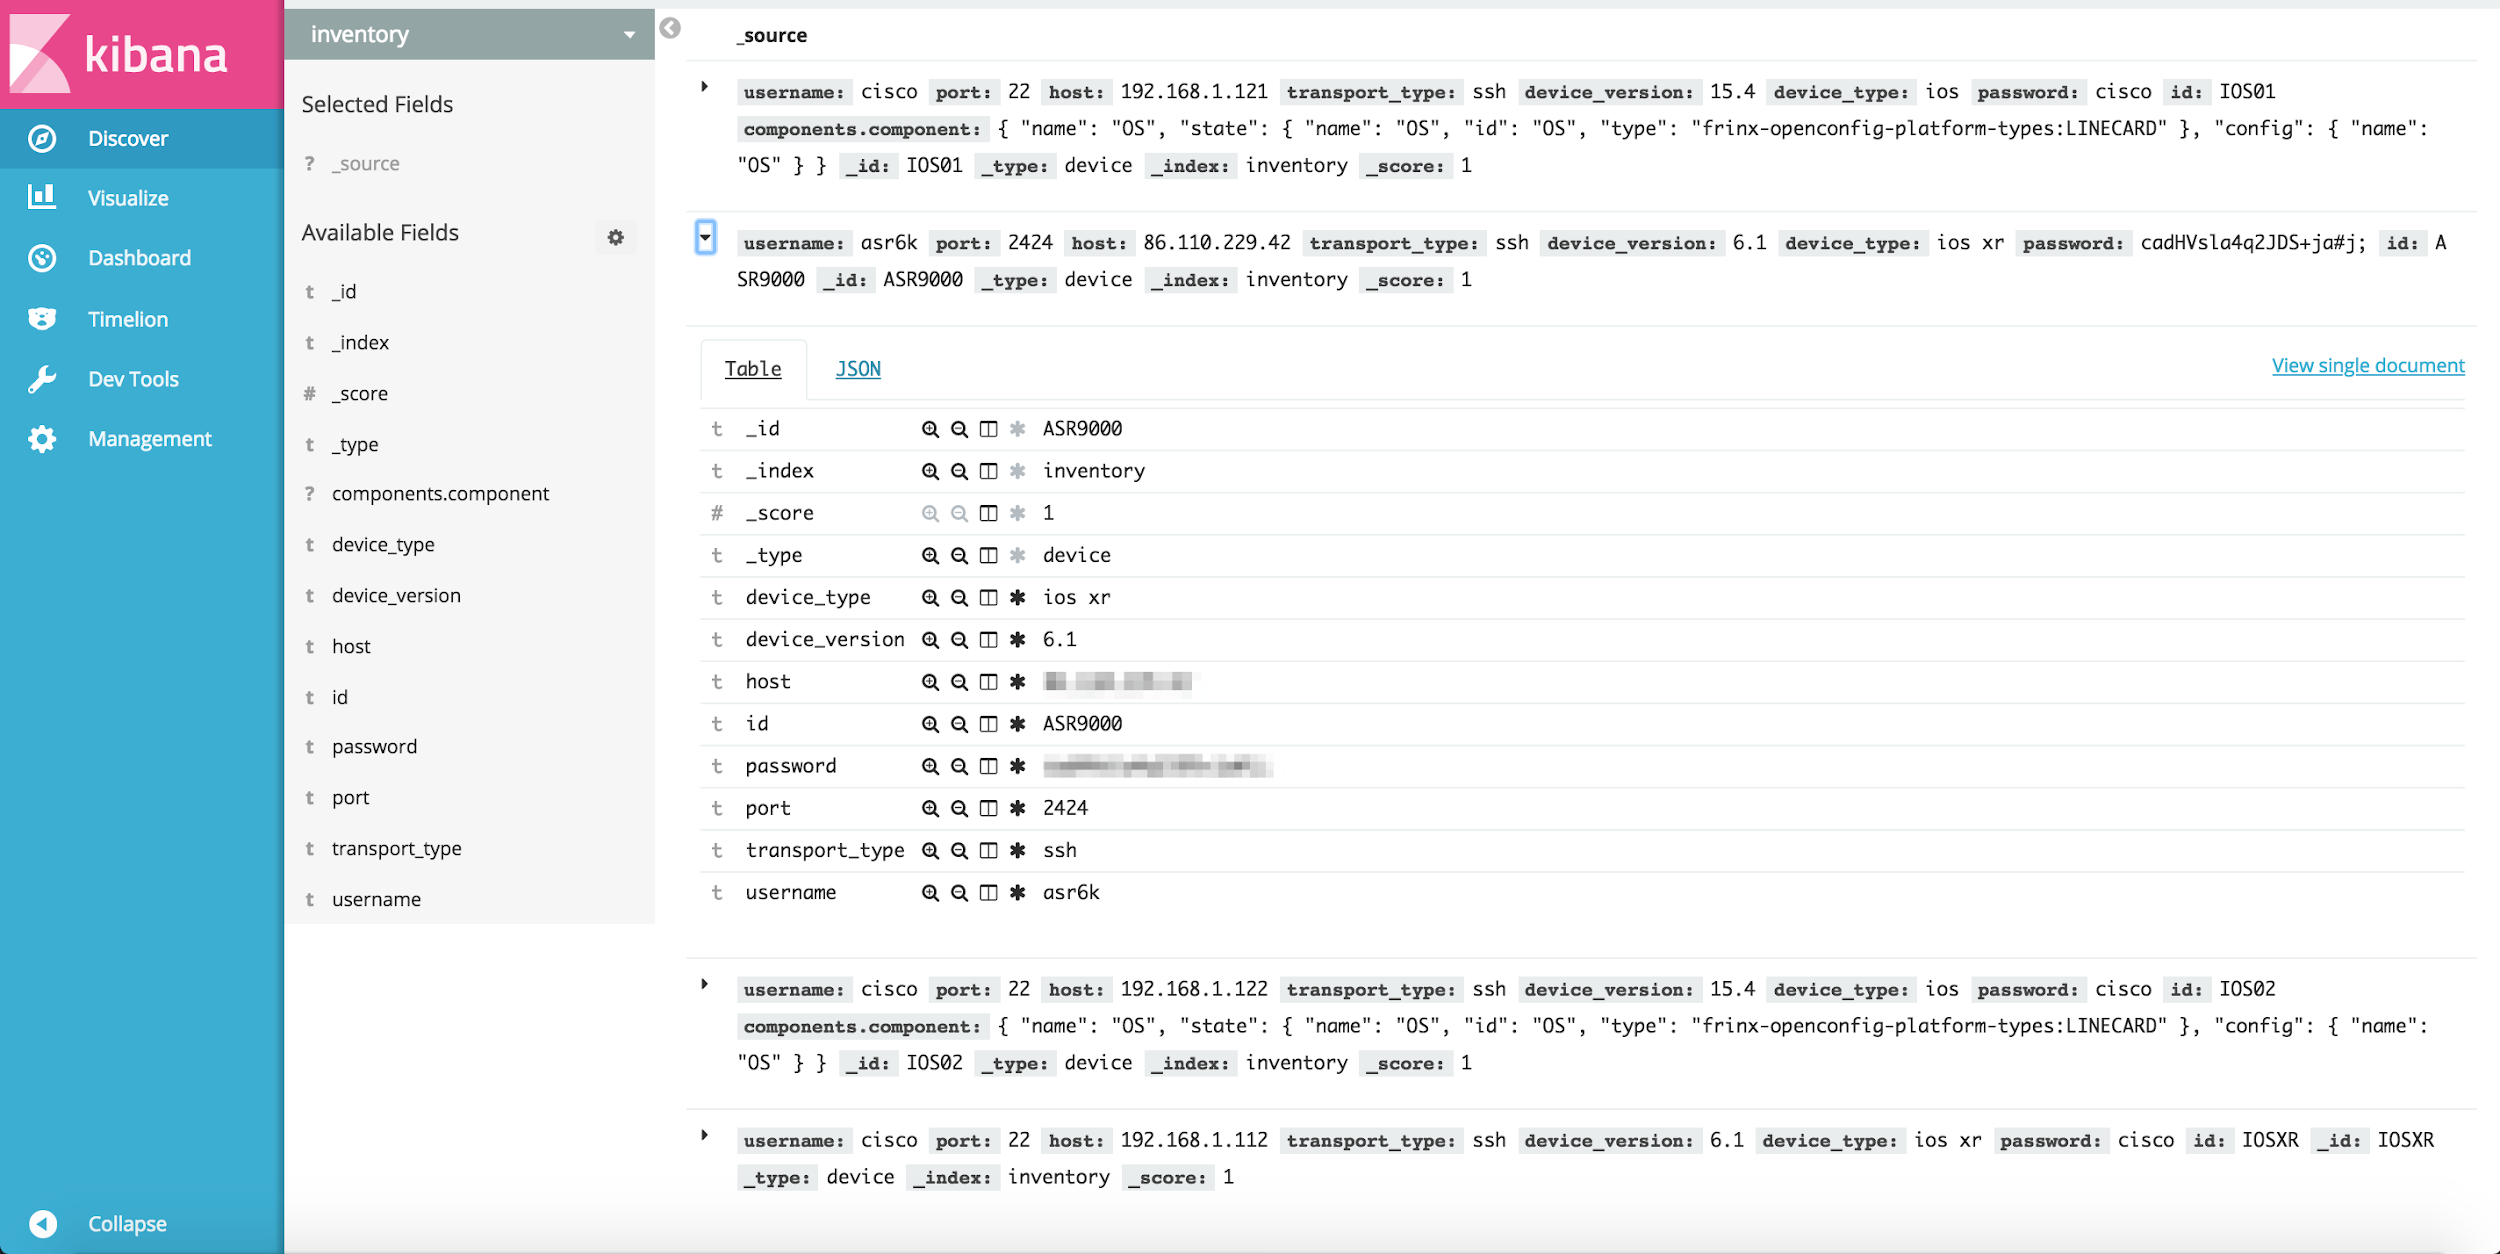 kibana
Discover
Visualize
Dashboard
Timelion
Dev Tools
Management
Collapse
inventory
Selected Fields
? _source
Available Fields
t _id
t _index
# _score
t _type
? components.component
t device_type
t device_version
t host
t id
t password
t port
t transport_type
t username
_source
username: cisco port: 22 host: 192.168.1.121 transport_type: ssh device_version: 15.4 device_type: ios password: cisco id: IOS01
components.component: { "name": "OS", "state": { "name": "OS", "id": "OS", "type": "frinx-openconfig-platform-types:LINECARD" }, "config": { "name":
"OS" } } _id: IOS01 _type: device _index: inventory _score: 1
username: asr6k port: 2424 host: 86.110.229.42 transport_type: ssh device_version: 6.1 device_type: ios xr password: cadHVsla4q2JDS+ja#j; id: A
SR9000 _id: ASR9000 _type: device _index: inventory _score: 1
Table JSON View single document
t _id ASR9000
t _index inventory
# _score 1
t _type device
t device_type ios xr
t device_version 6.1
t host
t id ASR9000
t password
t port 2424
t transport_type ssh
t username asr6k
username: cisco port: 22 host: 192.168.1.122 transport_type: ssh device_version: 15.4 device_type: ios password: cisco id: IOS02
components.component: { "name": "OS", "state": { "name": "OS", "id": "OS", "type": "frinx-openconfig-platform-types:LINECARD" }, "config": { "name":
"OS" } } _id: IOS02 _type: device _index: inventory _score: 1
username: cisco port: 22 host: 192.168.1.112 transport_type: ssh device_version: 6.1 device_type: ios xr password: cisco id: IOSXR _id: IOSXR
_type: device _index: inventory _score: 1